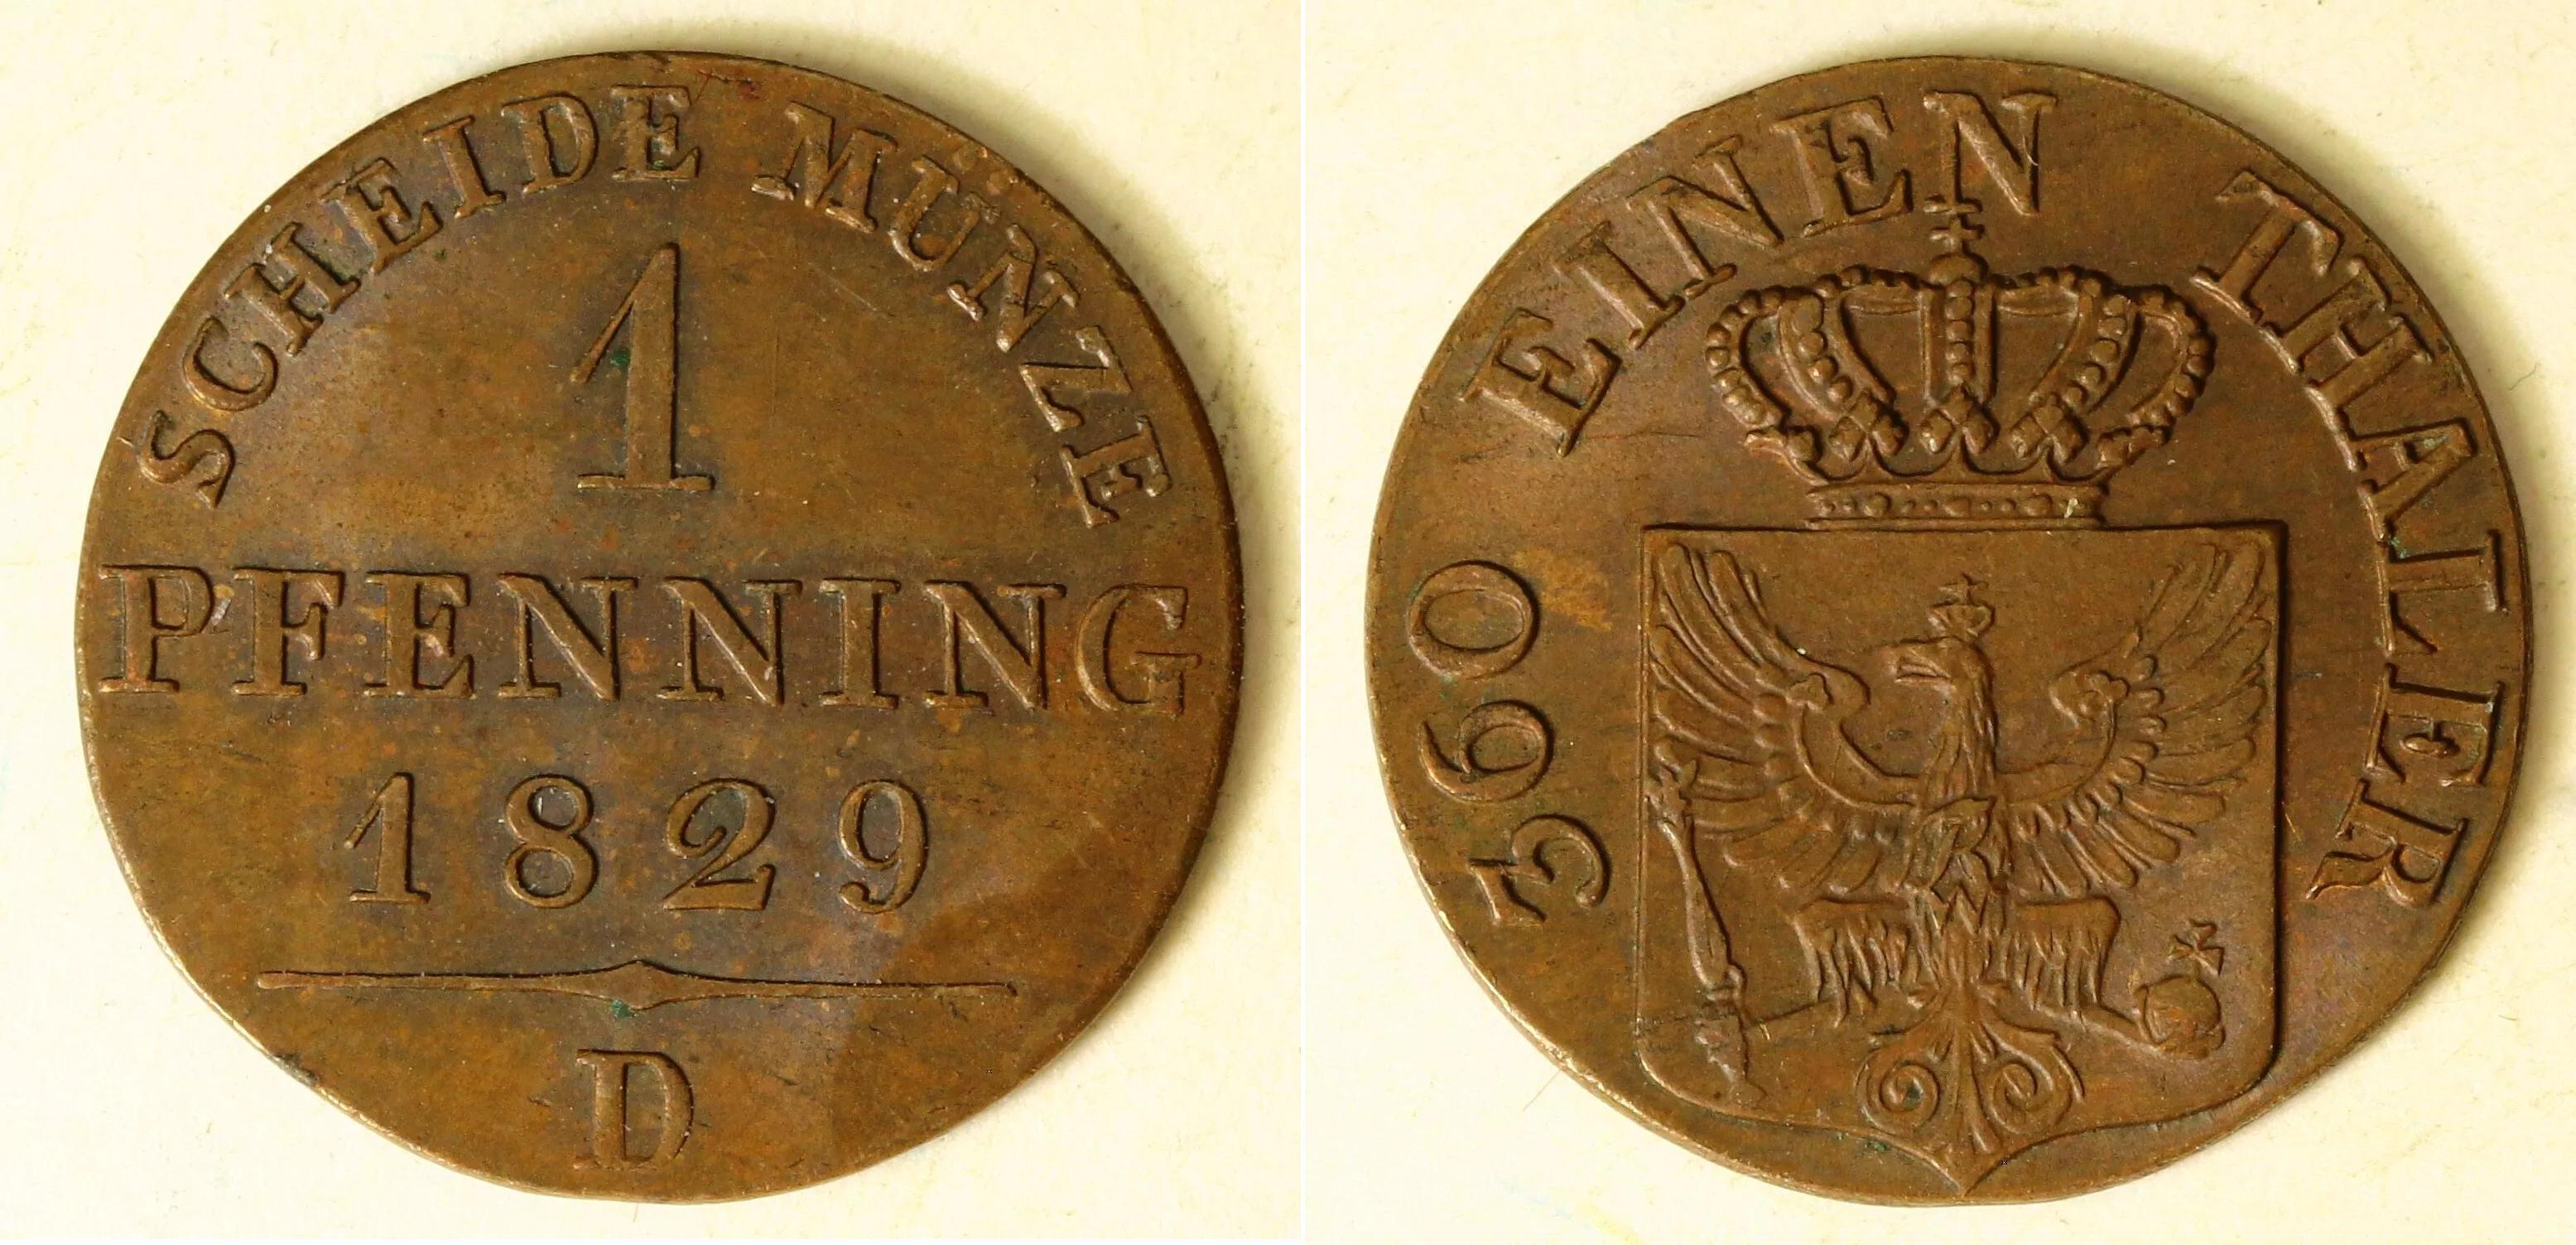 SCHEIDE MÜNZE
1
PFENNING
1829
D
360 EINEN THALER